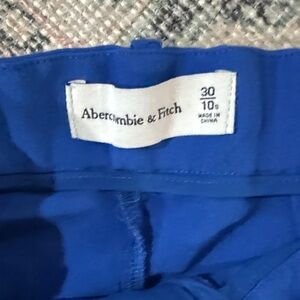 Abercrombie & Fitch
30
10s
MADE IN
CHINA